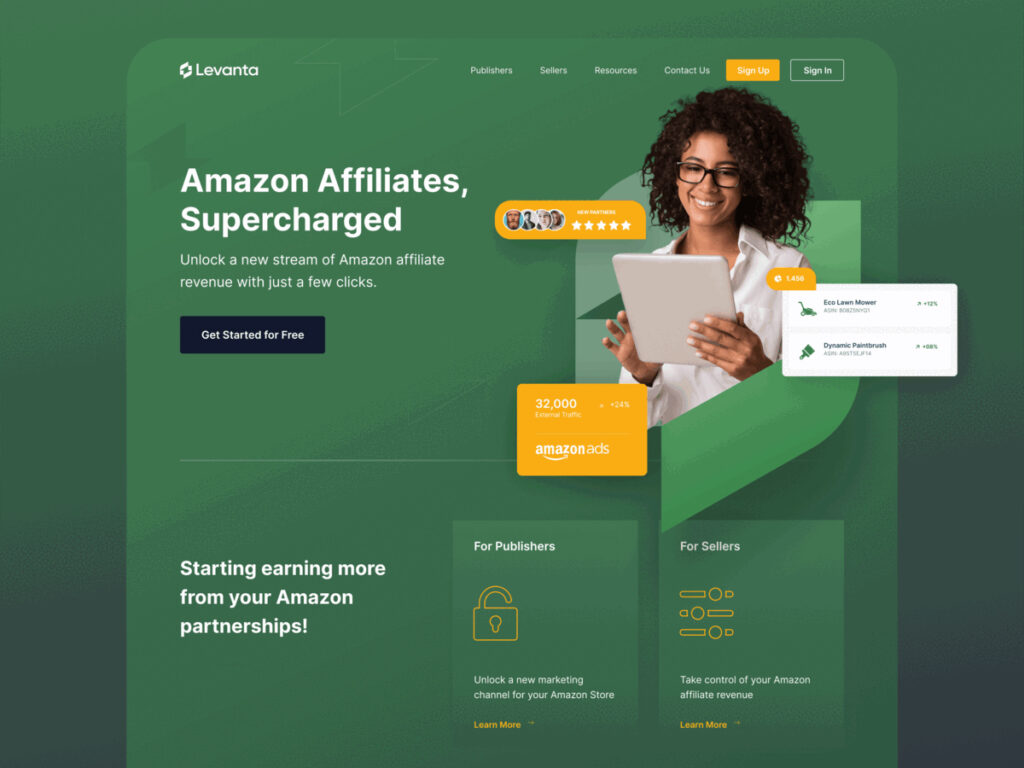 Levanta
Publishers
Sellers
Resources
Contact Us
Sign Up
Sign In
Amazon Affiliates,
Supercharged
Unlock a new stream of Amazon affiliate
revenue with just a few clicks.
Get Started for Free
NEW PARTNERS
1,456
Eco Lawn Mower
+12%
Dynamic Paintbrush
+68%
ASIN: A9STSEJF14
32,000
+24%
External Traffic
amazon ads
Starting earning more
from your Amazon
partnerships!
For Publishers
Unlock a new marketing
channel for your Amazon Store
Learn More →
For Sellers
Take control of your Amazon
affiliate revenue
Learn More →